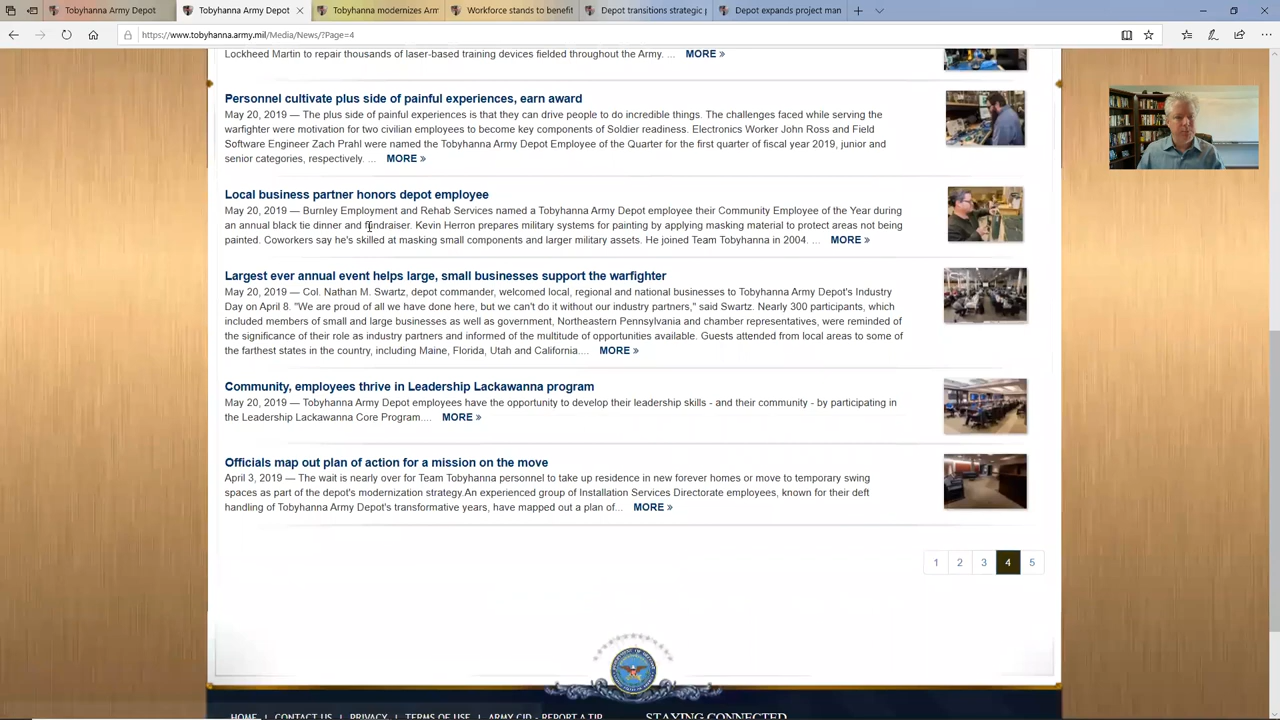 Tobyhanna Army Depot
Tobyhanna Army Depot
Tobyhanna modernizes Arm
Workforce stands to benefit
Depot transitions strategic p
Depot expands project man
https://www.tobyhanna.army.mil/Media/News/?Page=4
Lockheed Martin to repair thousands of laser-based training devices fielded throughout the Army. ... MORE »
Personnel cultivate plus side of painful experiences, earn award
May 20, 2019 — The plus side of painful experiences is that they can drive people to do incredible things. The challenges faced while serving the
warfighter were motivation for two civilian employees to become key components of Soldier readiness. Electronics Worker John Ross and Field
Software Engineer Zach Prahl were named the Tobyhanna Army Depot Employee of the Quarter for the first quarter of fiscal year 2019, junior and
senior categories, respectively. ... MORE »
Local business partner honors depot employee
May 20, 2019 — Burnley Employment and Rehab Services named a Tobyhanna Army Depot employee their Community Employee of the Year during
an annual black tie dinner and fundraiser. Kevin Herron prepares military systems for painting by applying masking material to protect areas not being
painted. Coworkers say he's skilled at masking small components and larger military assets. He joined Team Tobyhanna in 2004. ... MORE »
Largest ever annual event helps large, small businesses support the warfighter
May 20, 2019 — Col. Nathan M. Swartz, depot commander, welcomed local, regional and national businesses to Tobyhanna Army Depot's Industry
Day on April 8. "We are proud of all we have done here, but we can't do it without our industry partners," said Swartz. Nearly 300 participants, which
included members of small and large businesses as well as government, Northeastern Pennsylvania and chamber representatives, were reminded of
the significance of their role as industry partners and informed of the multitude of opportunities available. Guests attended from local areas to some of
the farthest states in the country, including Maine, Florida, Utah and California.... MORE »
Community, employees thrive in Leadership Lackawanna program
May 20, 2019 — Tobyhanna Army Depot employees have the opportunity to develop their leadership skills - and their community - by participating in
the Leadership Lackawanna Core Program.... MORE »
Officials map out plan of action for a mission on the move
April 3, 2019 — The wait is nearly over for Team Tobyhanna personnel to take up residence in new forever homes or move to temporary swing
spaces as part of the depot's modernization strategy.An experienced group of Installation Services Directorate employees, known for their deft
handling of Tobyhanna Army Depot's transformative years, have mapped out a plan of... MORE »
1 2 3 4 5
HOME | CONTACT US | PRIVACY | TERMS OF USE | ARMY CID - REPORT A TIP
STAYING CONNECTED